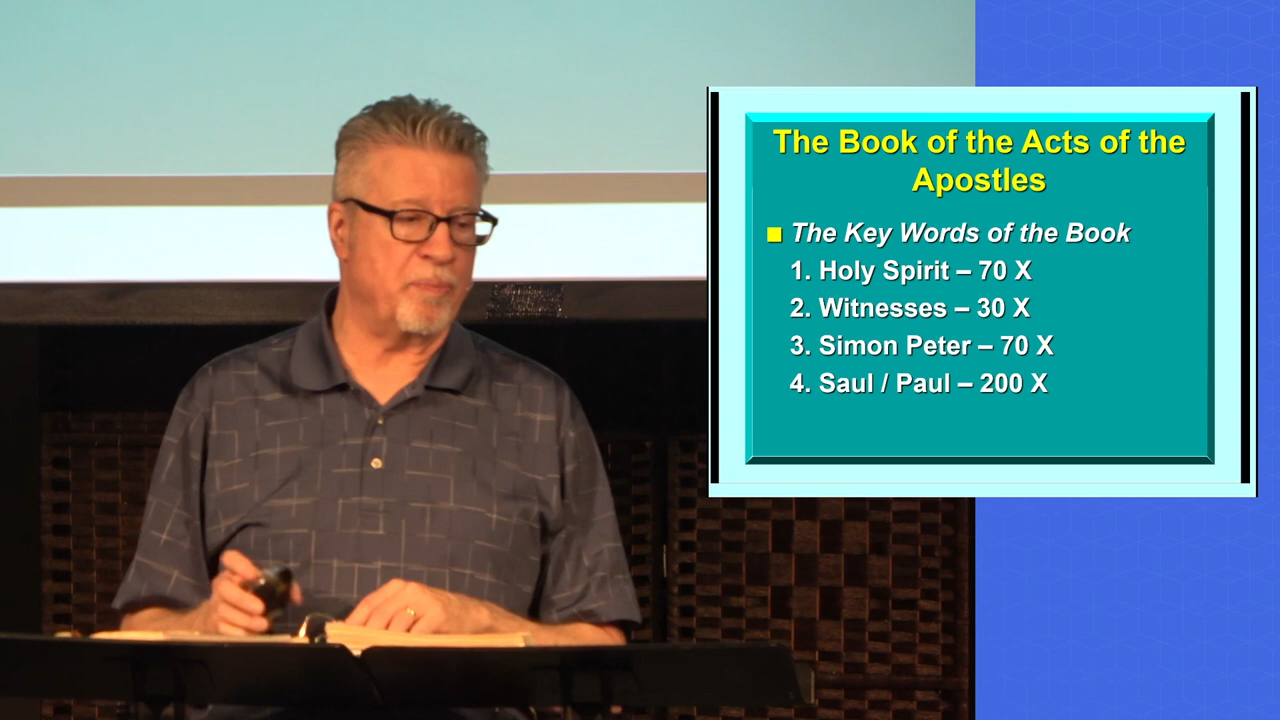 The Book of the Acts of the
Apostles
The Key Words of the Book
1. Holy Spirit – 70 X
2. Witnesses – 30 X
3. Simon Peter – 70 X
4. Saul / Paul – 200 X